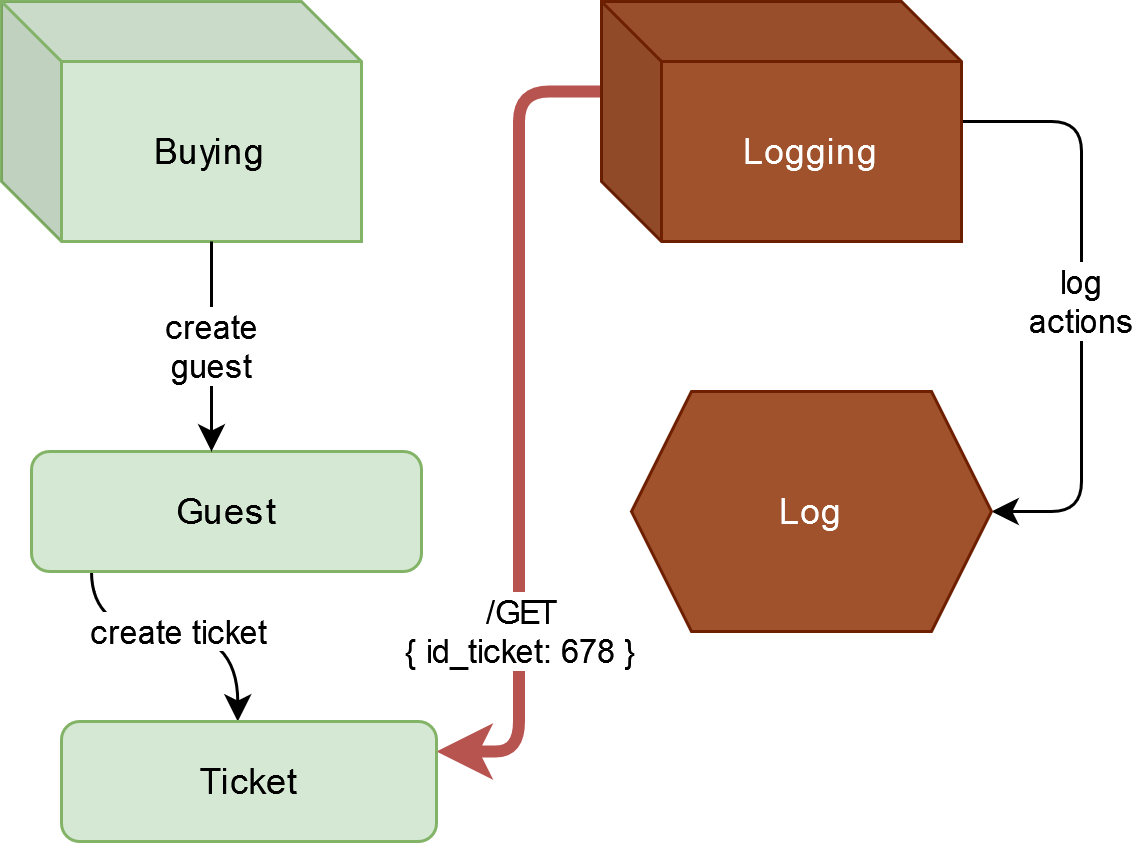 Buying
Logging
create
guest
log
actions
Guest
Log
create ticket
/GET
{ id_ticket: 678 }
Ticket